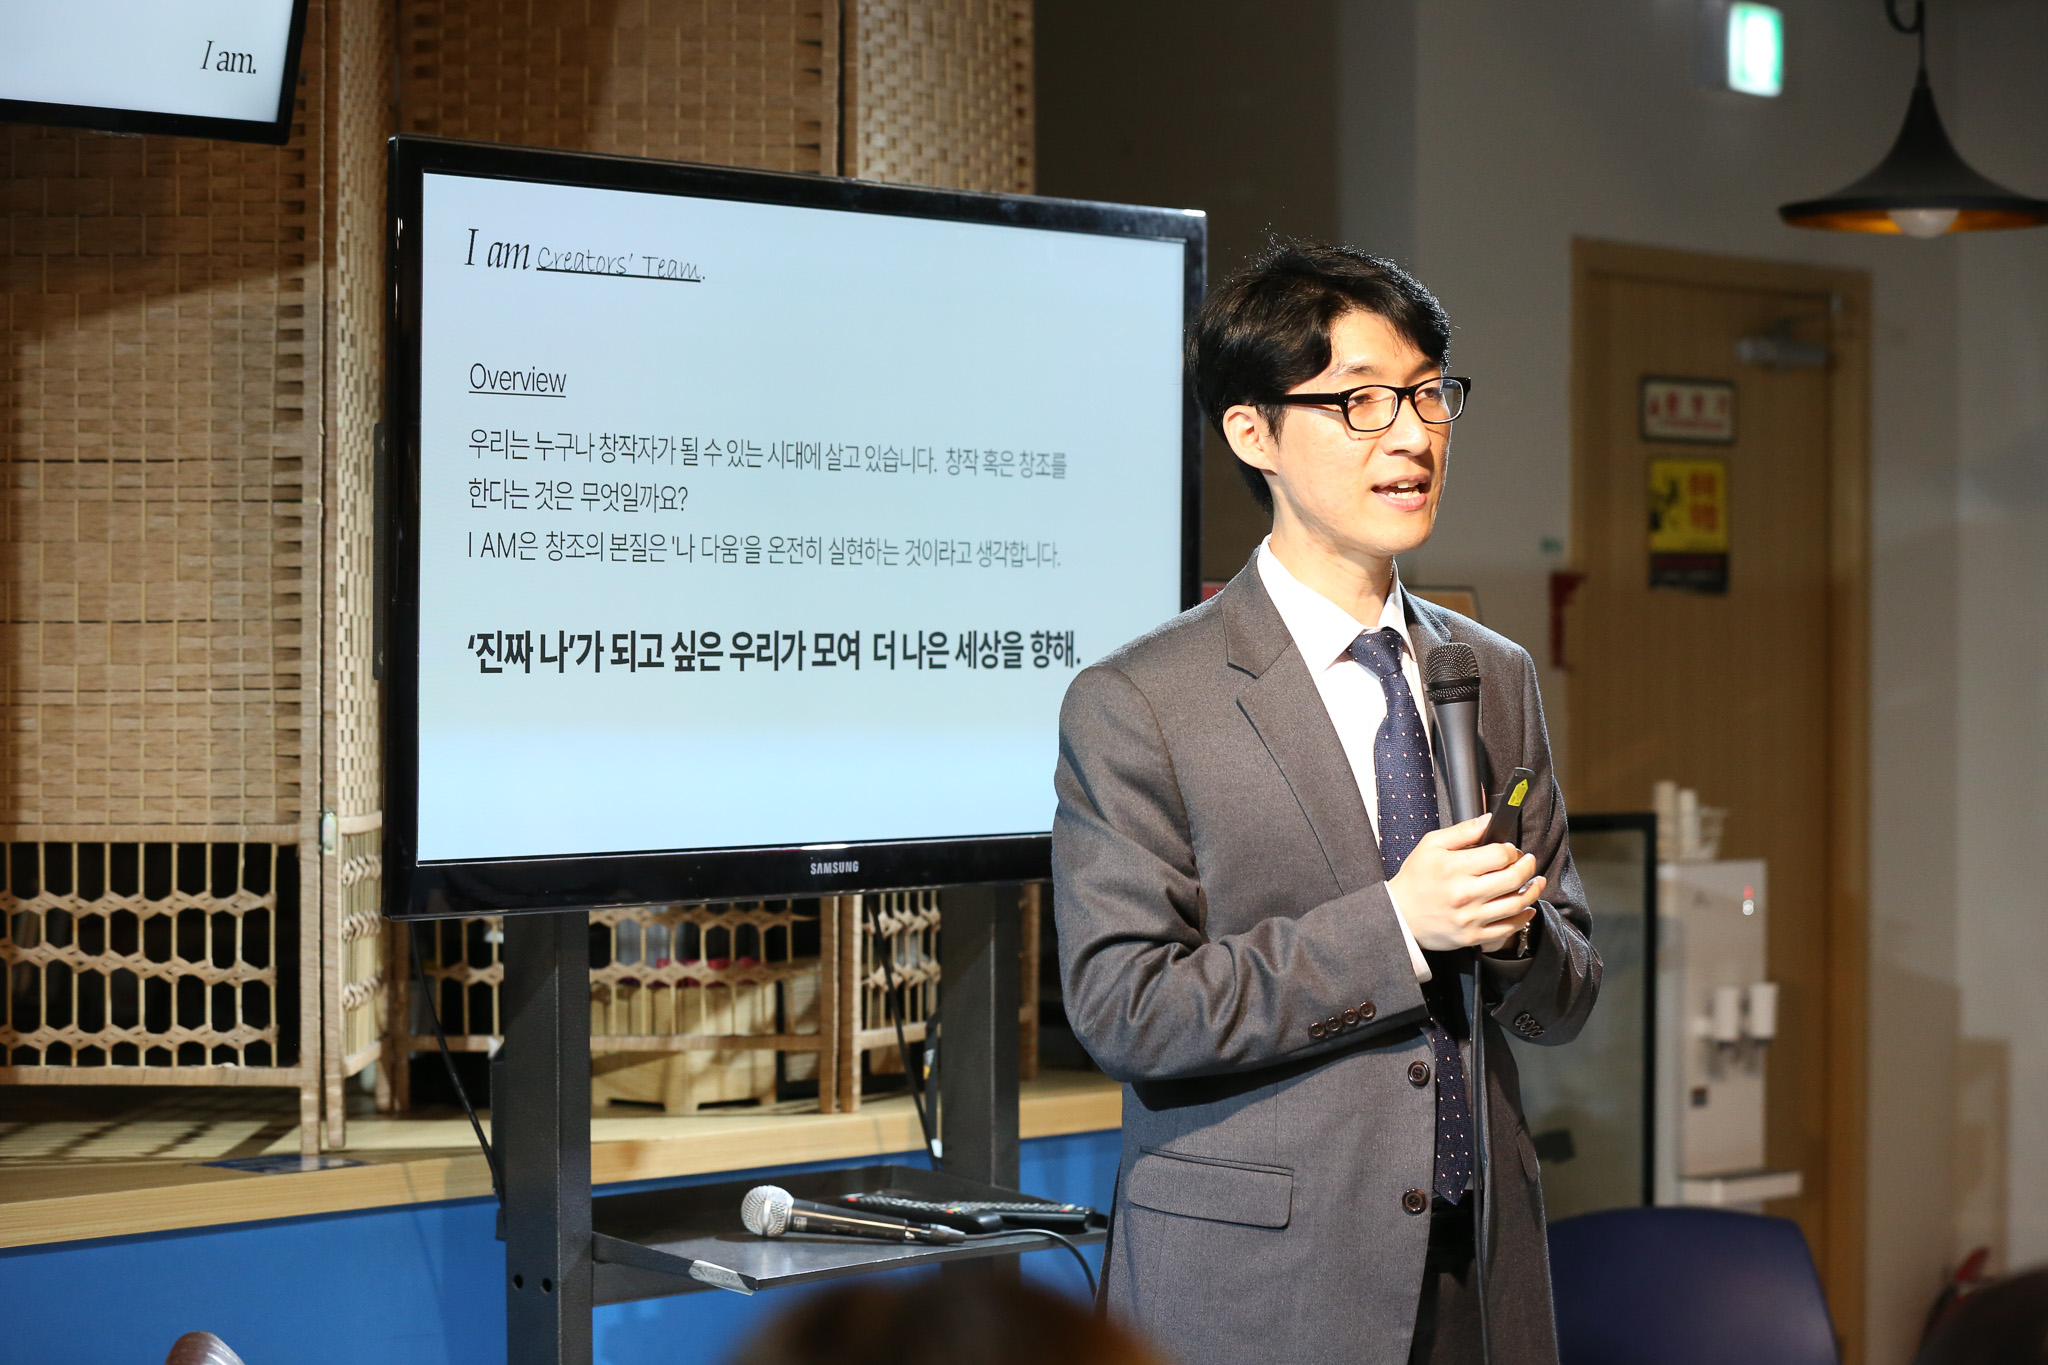 I am.
I am Creators' Team.
Overview
우리는 누구나 창작자가 될 수 있는 시대에 살고 있습니다. 창작 혹은 창조를
한다는 것은 무엇일까요?
I AM은 창조의 본질은 '나 다움'을 온전히 실현하는 것이라고 생각합니다.
‘진짜 나’가 되고 싶은 우리가 모여 더 나은 세상을 향해.
SAMSUNG